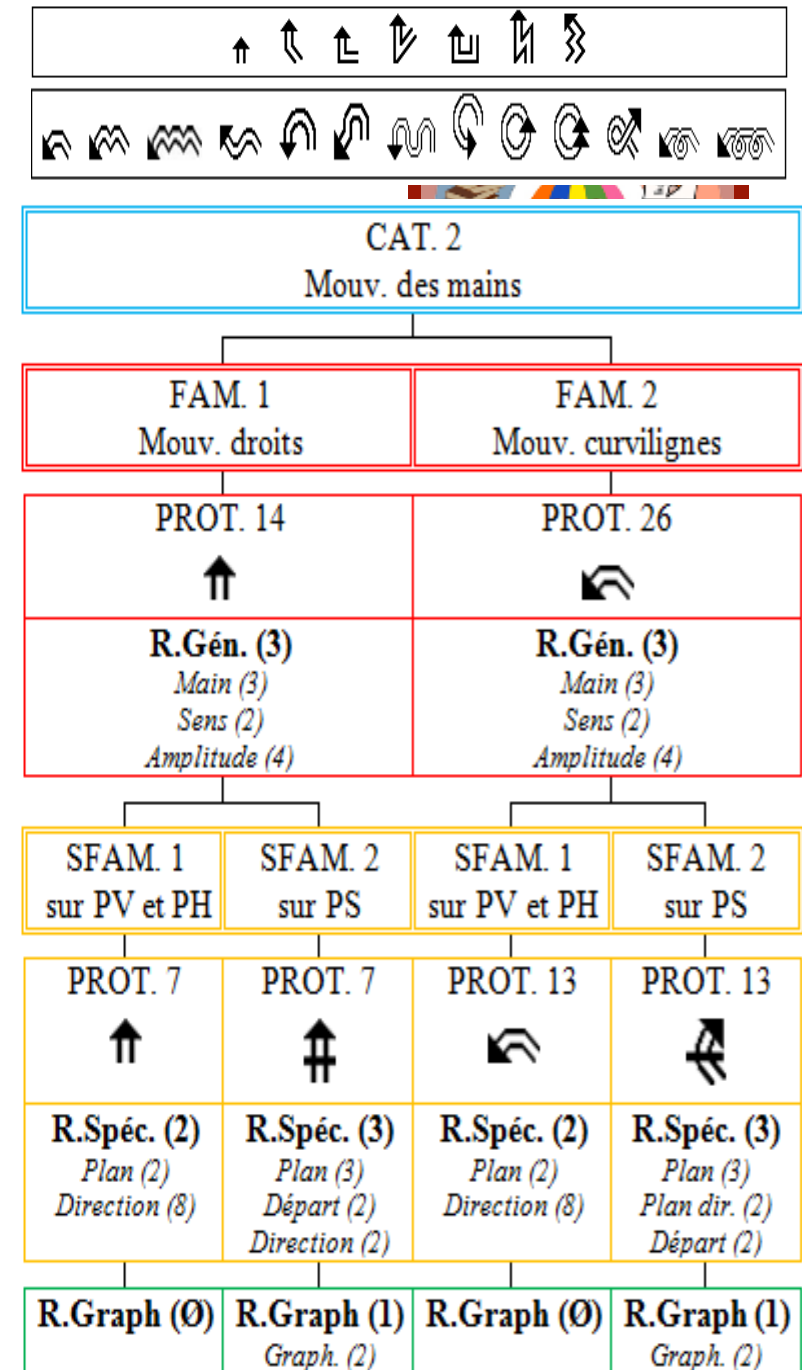 CAT. 2
Mouv. des mains
FAM. 1
Mouv. droits
FAM. 2
Mouv. curvilignes
PROT. 14
PROT. 26
R.Gén. (3)
Main (3)
Sens (2)
Amplitude (4)
R.Gén. (3)
Main (3)
Sens (2)
Amplitude (4)
SFAM. 1
sur PV et PH
SFAM. 2
sur PS
SFAM. 1
sur PV et PH
SFAM. 2
sur PS
PROT. 7
PROT. 7
PROT. 13
PROT. 13
R.Spéc. (2)
Plan (2)
Direction (8)
R.Spéc. (3)
Plan (3)
Départ (2)
Direction (2)
R.Spéc. (2)
Plan (2)
Direction (8)
R.Spéc. (3)
Plan (3)
Plan dir. (2)
Départ (2)
R.Graph (Ø)
R.Graph (1)
Graph. (2)
R.Graph (Ø)
R.Graph (1)
Graph. (2)